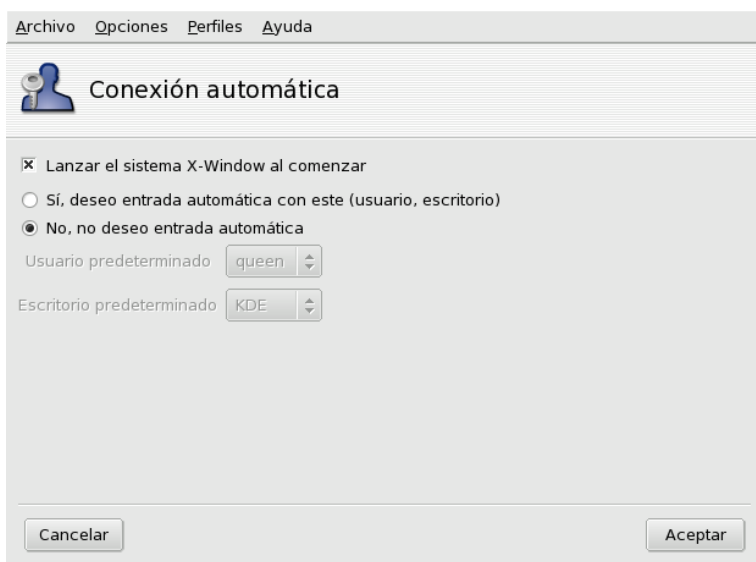 Archivo Opciones Perfiles Ayuda
Conexión automática
Lanzar el sistema X-Window al comenzar
Sí, deseo entrada automática con este (usuario, escritorio)
No, no deseo entrada automática
Usuario predeterminado queen
Escritorio predeterminado KDE
Cancelar Aceptar